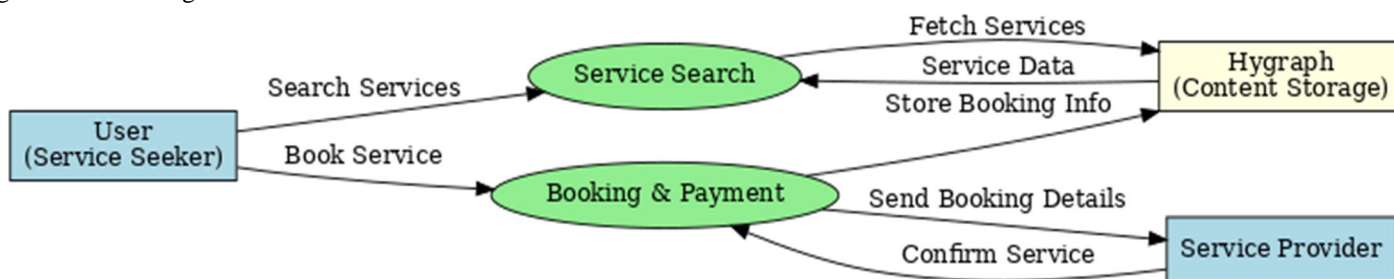 Fetch Services
Service Search
Service Data
Hygraph
(Content Storage)
Search Services
Store Booking Info
User
(Service Seeker)
Book Service
Booking & Payment
Send Booking Details
Confirm Service
Service Provider